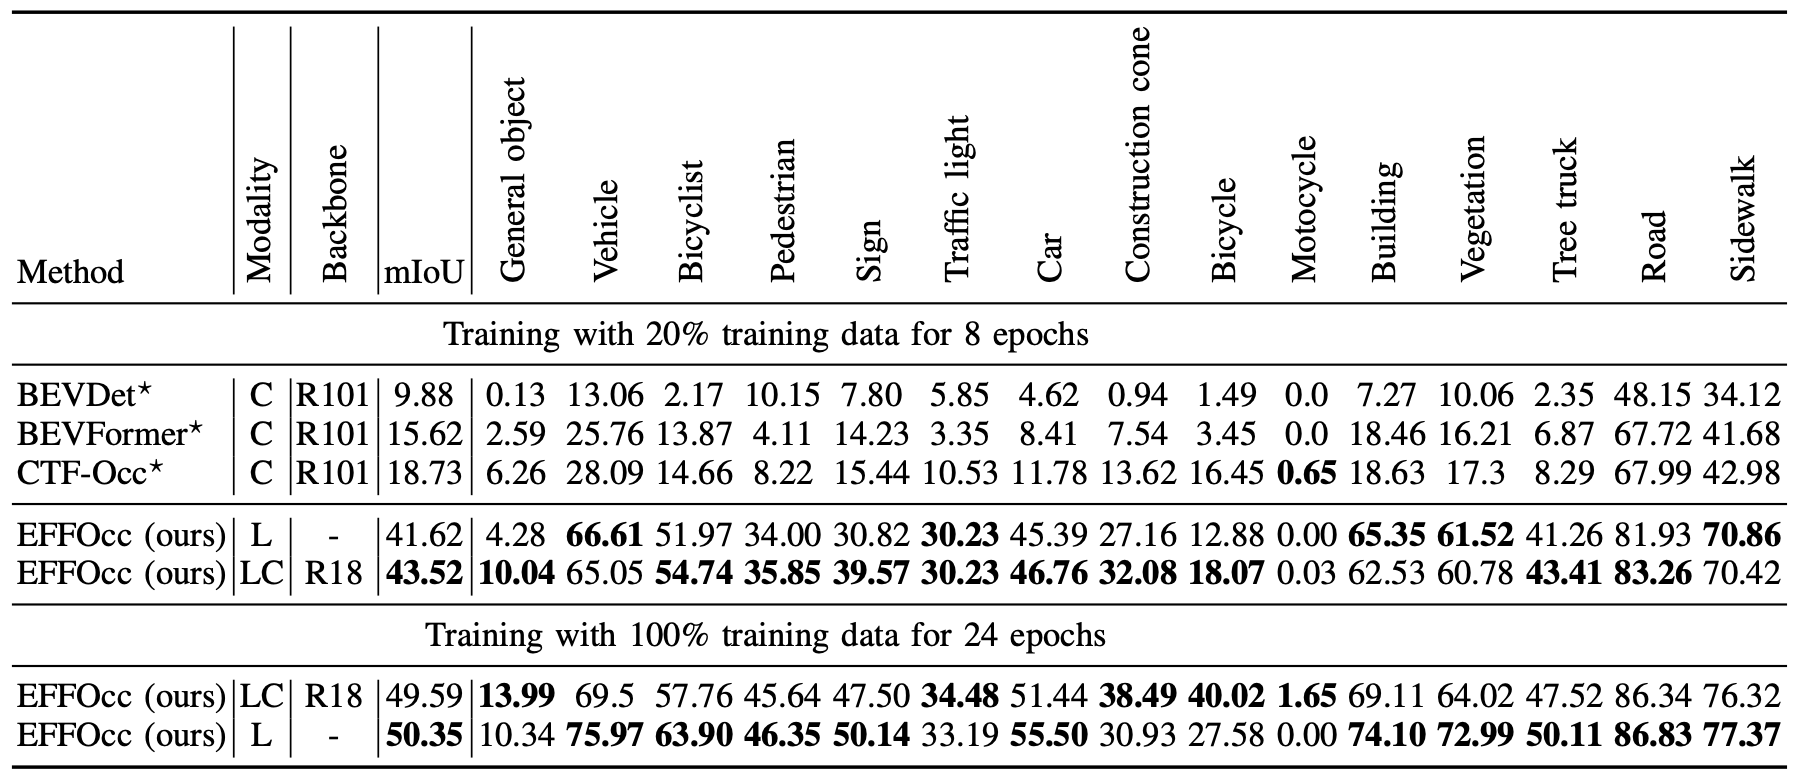 Method Modality Backbone mIoU General object Vehicle Bicyclist Pedestrian Sign Traffic light Car Construction cone Bicycle Motocycle Building Vegetation Tree truck Road Sidewalk
Training with 20% training data for 8 epochs
BEVDet⋆ C R101 9.88 0.13 13.06 2.17 10.15 7.80 5.85 4.62 0.94 1.49 0.0 7.27 10.06 2.35 48.15 34.12
BEVFormer⋆ C R101 15.62 2.59 25.76 13.87 4.11 14.23 3.35 8.41 7.54 3.45 0.0 18.46 16.21 6.87 67.72 41.68
CTF-Occ⋆ C R101 18.73 6.26 28.09 14.66 8.22 15.44 10.53 11.78 13.62 16.45 0.65 18.63 17.3 8.29 67.99 42.98
EFFOcc (ours) L - 41.62 4.28 66.61 51.97 34.00 30.82 30.23 45.39 27.16 12.88 0.00 65.35 61.52 41.26 81.93 70.86
EFFOcc (ours) LC R18 43.52 10.04 65.05 54.74 35.85 39.57 30.23 46.76 32.08 18.07 0.03 62.53 60.78 43.41 83.26 70.42
Training with 100% training data for 24 epochs
EFFOcc (ours) LC R18 49.59 13.99 69.5 57.76 45.64 47.50 34.48 51.44 38.49 40.02 1.65 69.11 64.02 47.52 86.34 76.32
EFFOcc (ours) L - 50.35 10.34 75.97 63.90 46.35 50.14 33.19 55.50 30.93 27.58 0.00 74.10 72.99 50.11 86.83 77.37